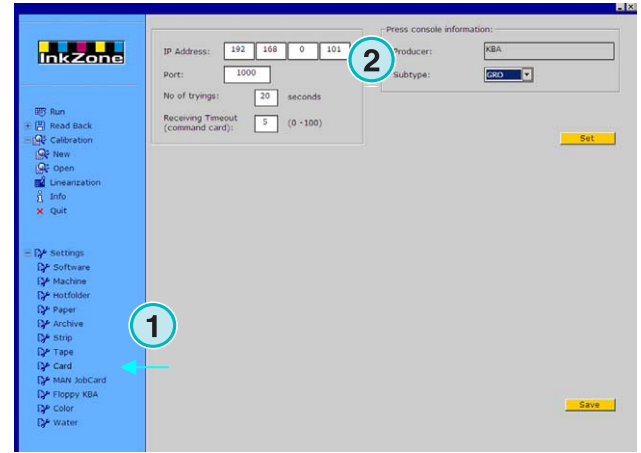 InkZone
Run
Read Back
Calibration
New
Open
Linearization
Info
Quit
Settings
Software
Machine
Hotfolder
Paper
Archive
Strip
Tape
Card
MAN JobCard
Floppy KBA
Color
Water
1
IP Address: 192 168 0 101
Port: 1000
No of tryings: 20 seconds
Receiving Timeout
(command card): 5 (0 -100)
2
Press console information:
Producer: KBA
Subtype: GRO
Set
Save